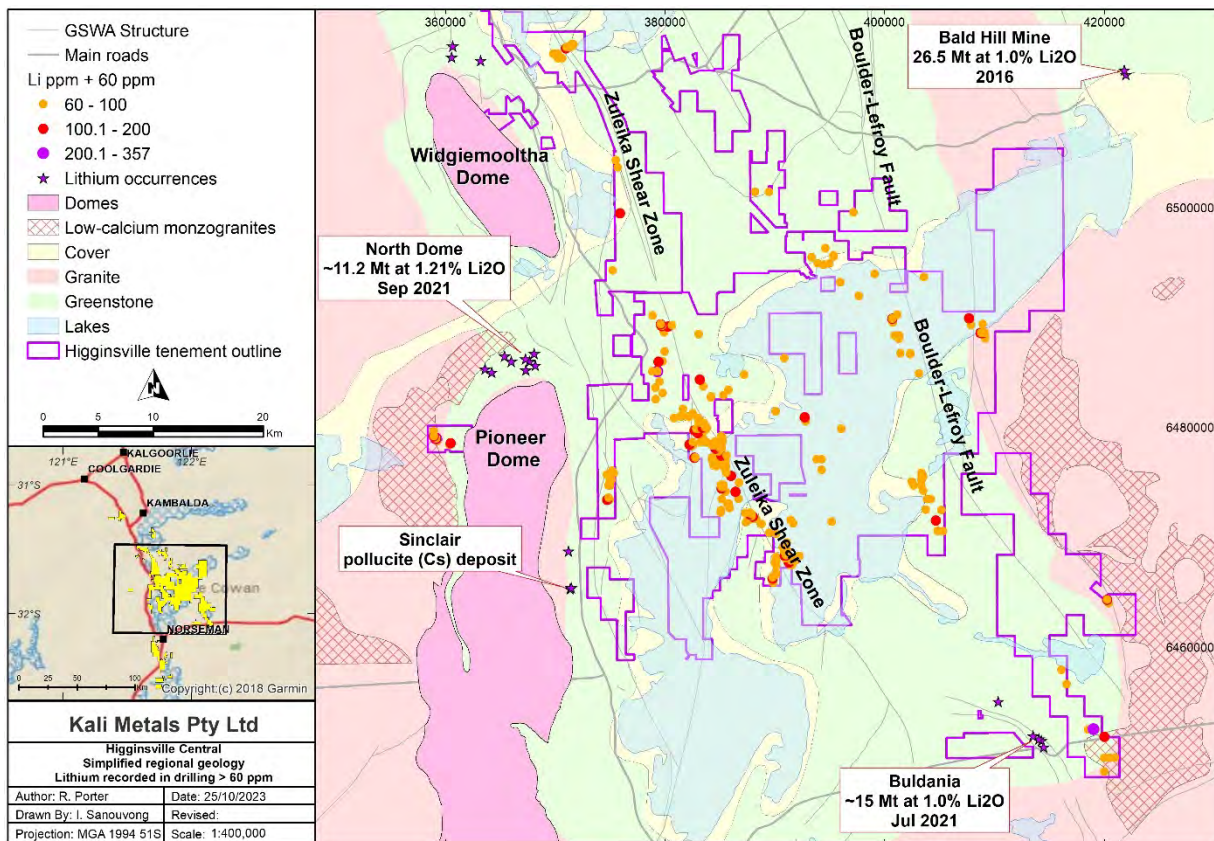 GSWA Structure
Main roads
Li ppm + 60 ppm
60 - 100
100.1 - 200
200.1 - 357
Lithium occurrences
Domes
Low-calcium monzogranites
Cover
Granite
Greenstone
Lakes
Higginsville tenement outline
N
0 5 10 20
Km
121°E
122°E
KALGOORLIE
COOLGARDIE
31°S
KAMBALDA
Cowan
32°S
NORSEMAN
0 25 50 100
Copyright:(c) 2018 Garmin
Kali Metals Pty Ltd
Higginsville Central
Simplified regional geology
Lithium recorded in drilling > 60 ppm
Author: R. Porter
Date: 25/10/2023
Drawn By: I. Sanouvong
Revised:
Projection: MGA 1994 51S
Scale: 1:400,000
360000
380000
400000
420000
Bald Hill Mine
26.5 Mt at 1.0% Li2O
2016
Boulder-Lefroy Fault
Zuleika Shear Zone
Widgiemooltha
Dome
6500000
North Dome
~11.2 Mt at 1.21% Li2O
Sep 2021
Boulder-Lefroy Fault
Pioneer
Dome
6480000
Zuleika Shear Zone
Sinclair
pollucite (Cs) deposit
6460000
Buldania
~15 Mt at 1.0% Li2O
Jul 2021